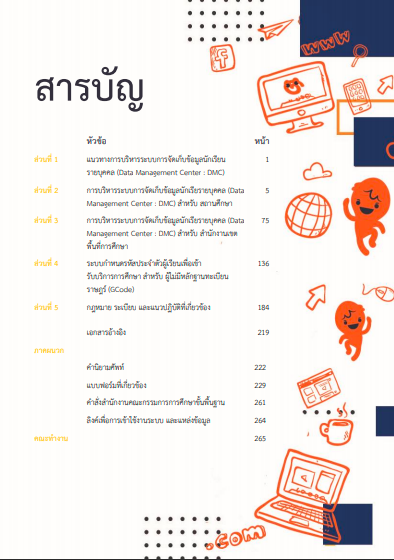 www
สารบัญ
หัวข้อ หน้า
ส่วนที่ 1 แนวทางการบริหารระบบการจัดเก็บข้อมูลนักเรียน 1
รายบุคคล (Data Management Center : DMC)
ส่วนที่ 2 การบริหารระบบการจัดเก็บข้อมูลนักเรียรายบุคคล (Data 5
Management Center : DMC) สำหรับ สถานศึกษา
ส่วนที่ 3 การบริหารระบบการจัดเก็บข้อมูลนักเรียรายบุคคล (Data 75
Management Center : DMC) สำหรับ สำนักงานเขต
พื้นที่การศึกษา
ส่วนที่ 4 ระบบกำหนดรหัสประจำตัวผู้เรียนเพื่อเข้า 136
รับบริการการศึกษา สำหรับ ผู้ไม่มีหลักฐานทะเบียน
ราษฎร์ (GCode)
ส่วนที่ 5 กฎหมาย ระเบียบ และแนวปฏิบัติที่เกี่ยวข้อง 184
เอกสารอ้างอิง 219
ภาคผนวก
คำนิยามศัพท์ 222
แบบฟอร์มที่เกี่ยวข้อง 229
คำสั่งสำนักงานคณะกรรมการการศึกษาขั้นพื้นฐาน 261
ลิงค์เพื่อการเข้าใช้งานระบบ และแหล่งข้อมูล 264
คณะทำงาน 265
.com